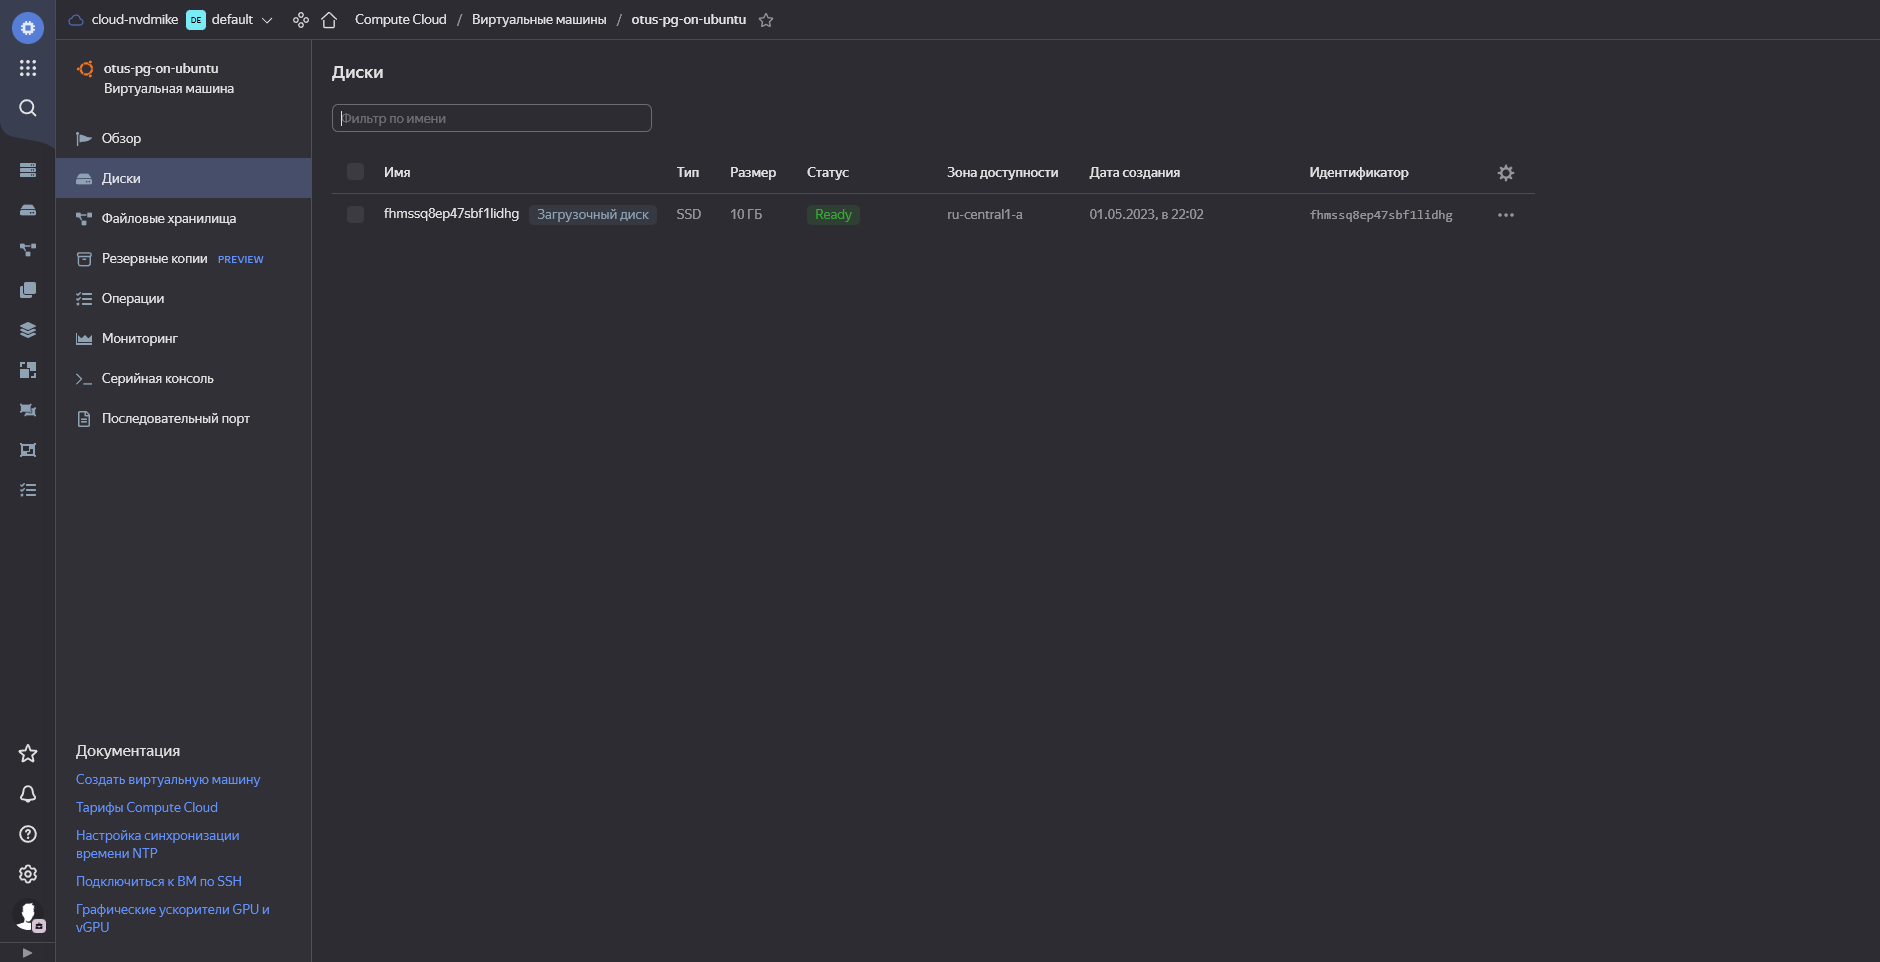 cloud-nvdmike DE default Compute Cloud / Виртуальные машины / otus-pg-on-ubuntu
otus-pg-on-ubuntu
Виртуальная машина
Обзор
Диски
Файловые хранилища
Резервные копии PREVIEW
Операции
Мониторинг
Серийная консоль
Последовательный порт
Документация
Создать виртуальную машину
Тарифы Compute Cloud
Настройка синхронизации
времени NTP
Подключиться к ВМ по SSH
Графические ускорители GPU и
vGPU
Диски
Фильтр по имени
Имя Тип Размер Статус Зона доступности Дата создания Идентификатор
fhmssq8ep47sbf1lidhg Загрузочный диск SSD 10 ГБ Ready ru-central1-a 01.05.2023, в 22:02 fhmssq8ep47sbf1lidhg